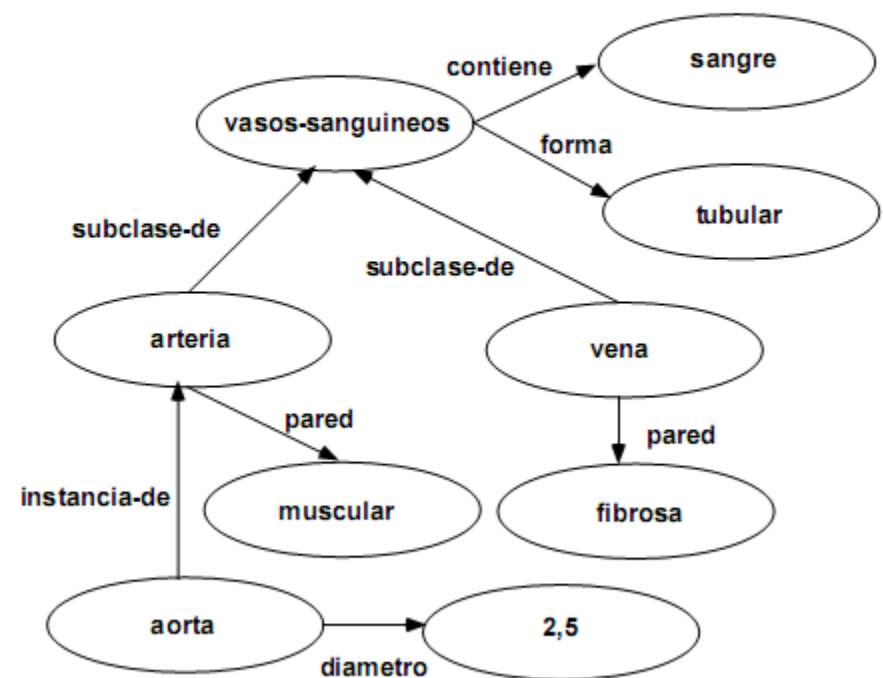 sangre
contiene
vasos-sanguineos
forma
tubular
subclase-de
subclase-de
arteria
vena
pared
pared
instancia-de
muscular
fibrosa
aorta
2,5
diametro